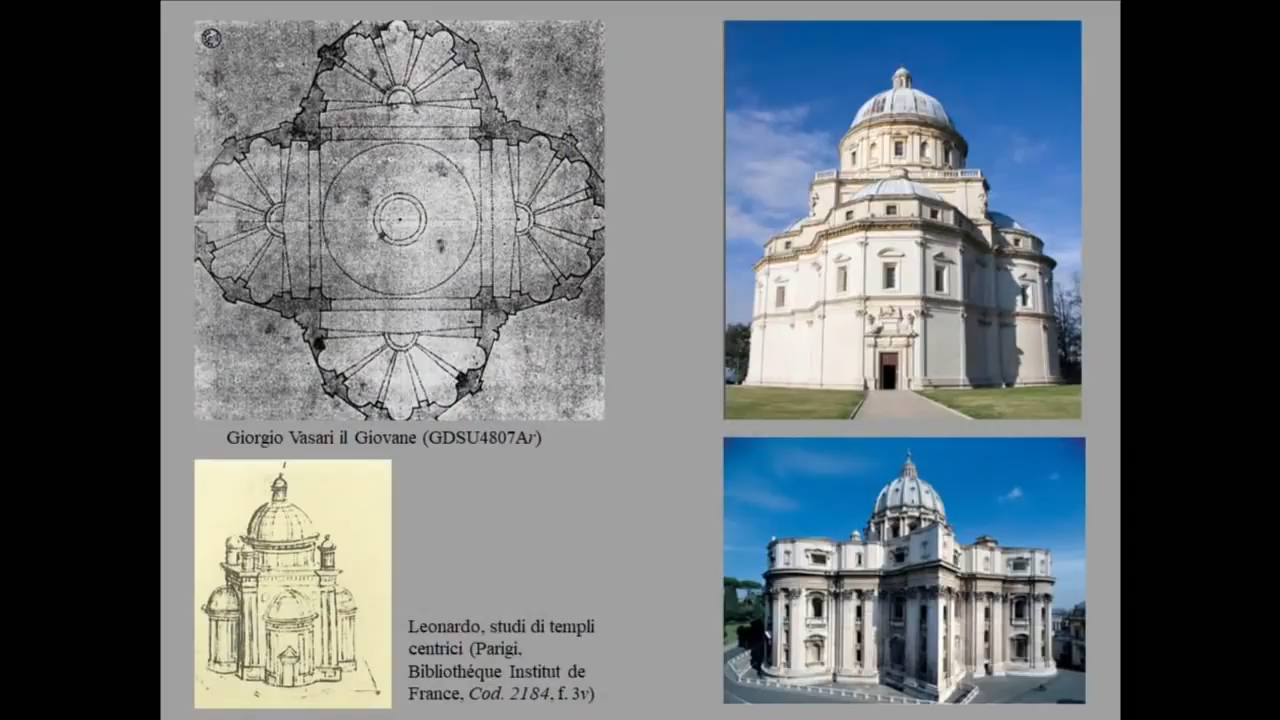 Giorgio Vasari il Giovane (GDSU4807Ar)
Leonardo, studi di templi
centrici (Parigi,
Bibliothéque Institut de
France, Cod. 2184, f. 3v)